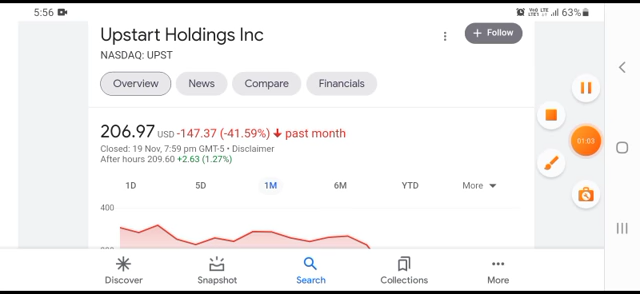 5:56 63%
Upstart Holdings Inc
+ Follow
NASDAQ: UPST
Overview News Compare Financials
206.97 USD -147.37 (-41.59%) past month
Closed: 19 Nov, 7:59 pm GMT-5 • Disclaimer
After hours 209.60 +2.63 (1.27%)
1D 5D 1M 6M YTD More
400
01:03
Discover Snapshot Search Collections More